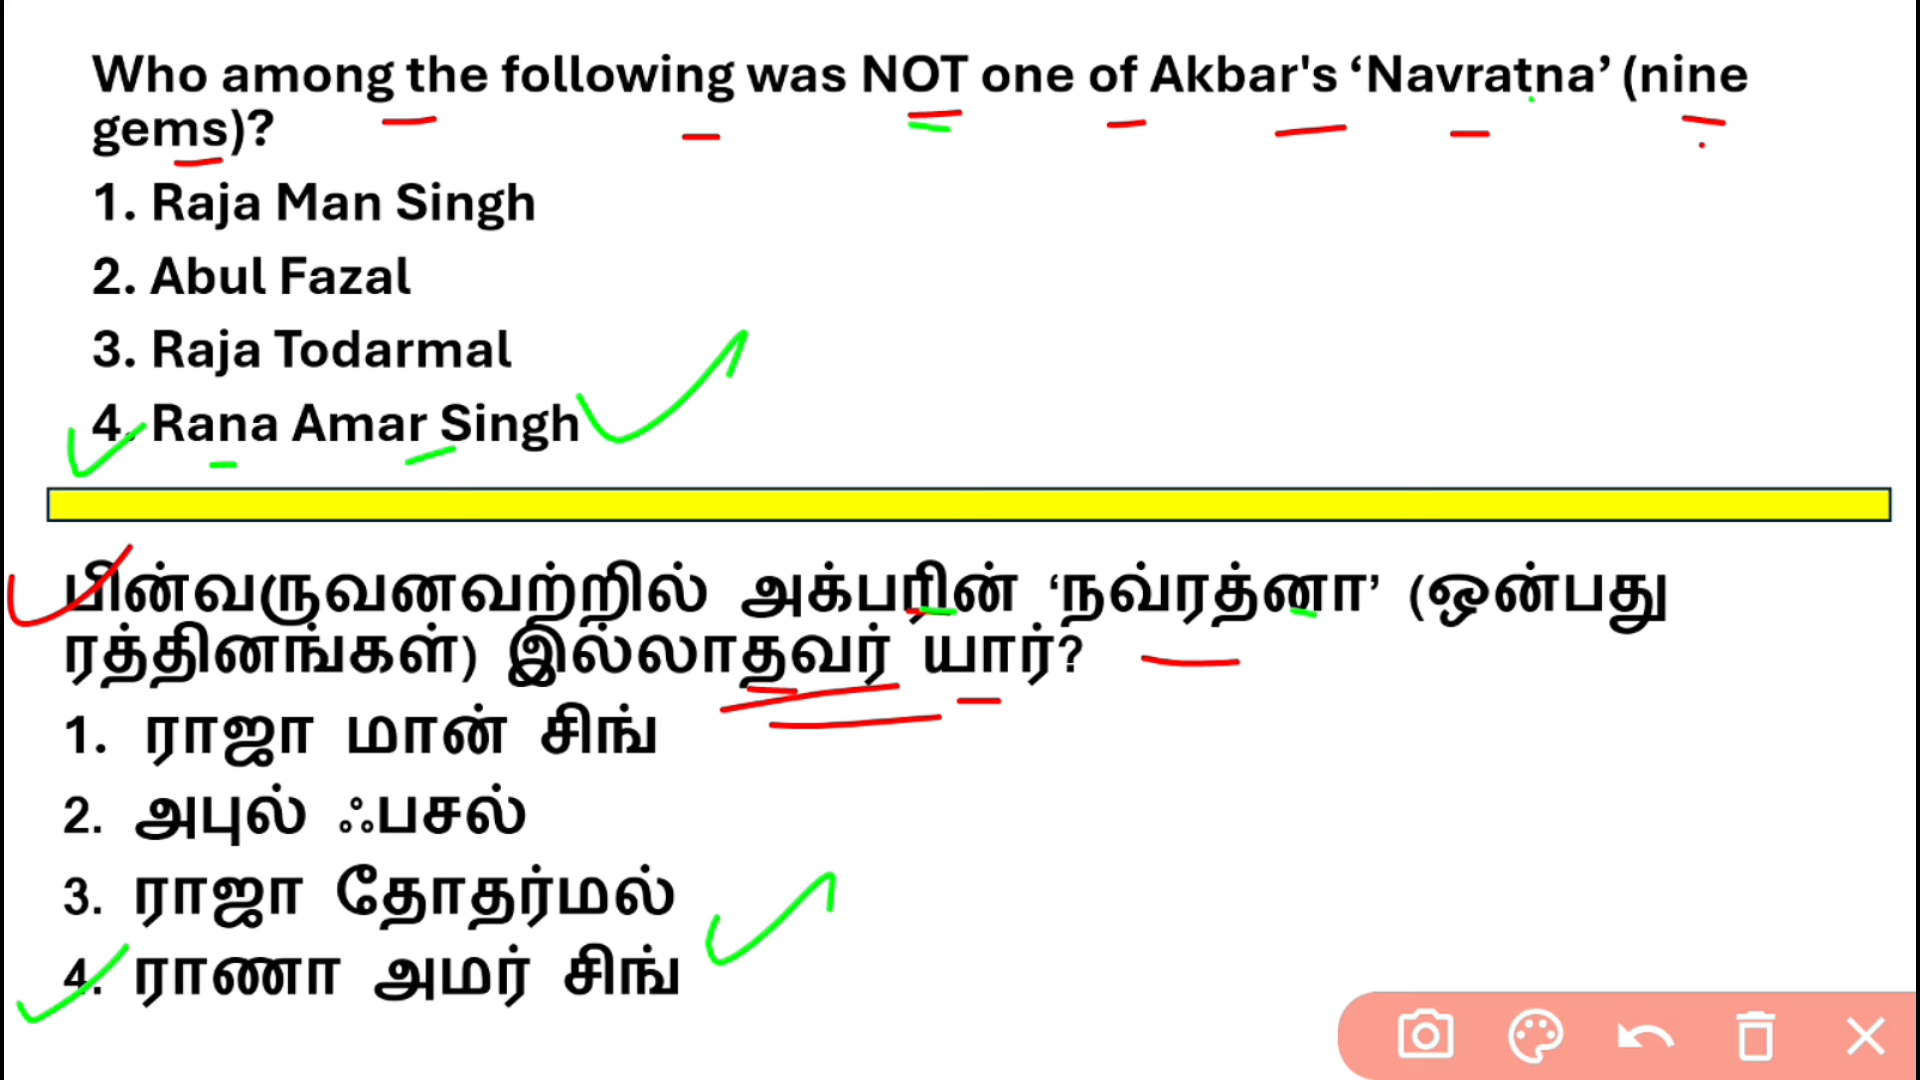 Who among the following was NOT one of Akbar's ‘Navratna’ (nine
gems)?
1. Raja Man Singh
2. Abul Fazal
3. Raja Todarmal
4. Rana Amar Singh
பின்வருவனவற்றில் அக்பரின் ‘நவ்ரத்னா’ (ஒன்பது
ரத்தினங்கள்) இல்லாதவர் யார்?
1. ராஜா மான் சிங்
2. அபுல் ஃபசல்
3. ராஜா தோதர்மல்
4. ராணா அமர் சிங்